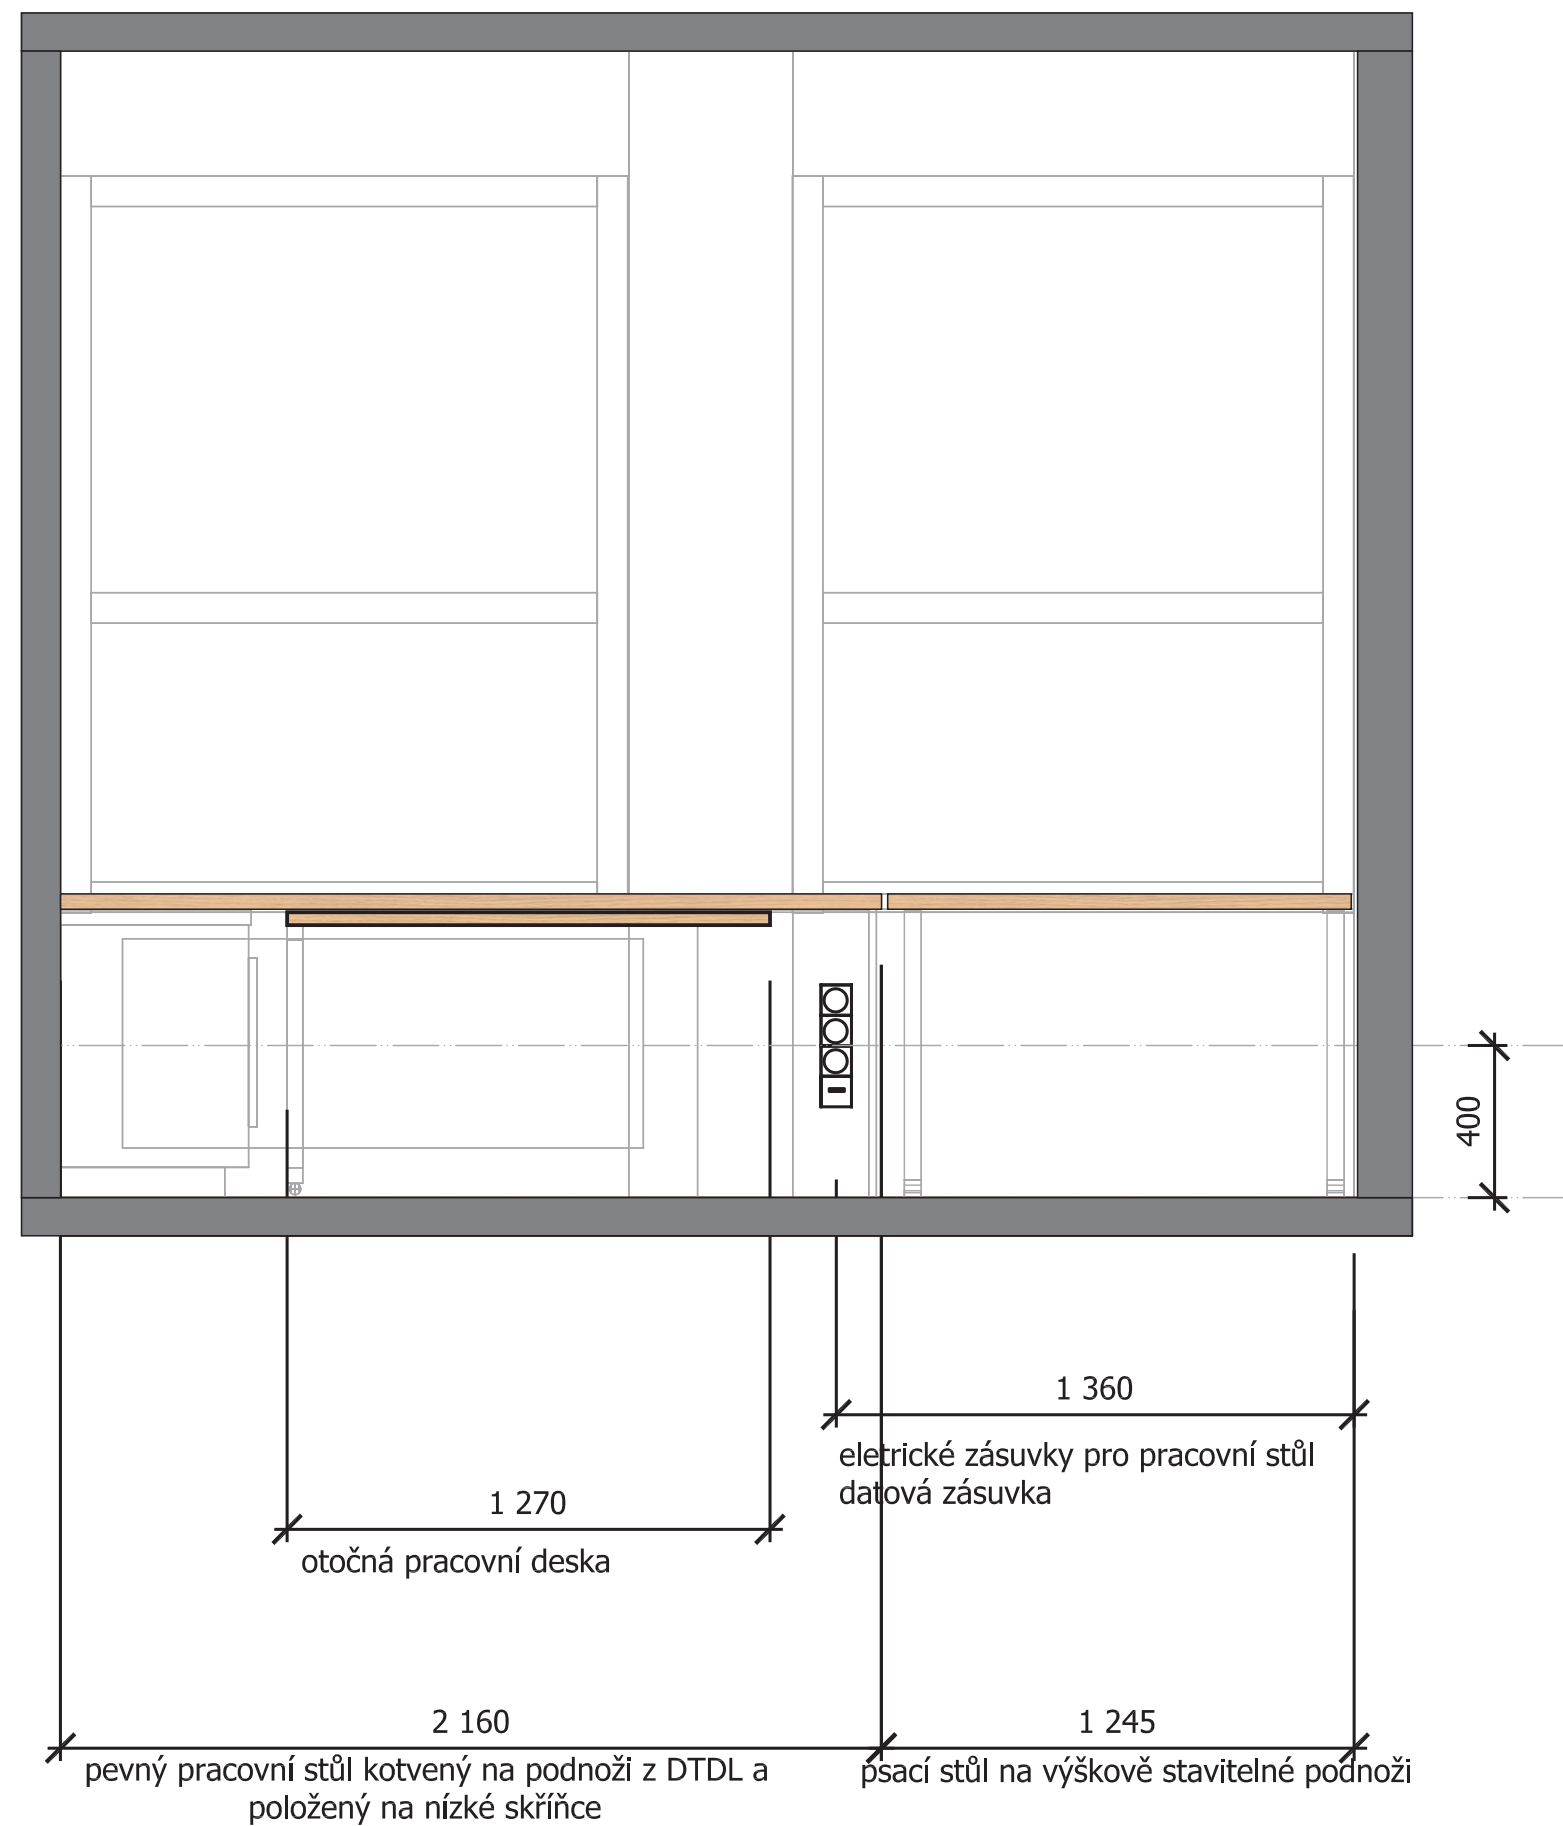 400
1 360
eletrické zásuvky pro pracovní stůl
datová zásuvka
1 270
otočná pracovní deska
2 160
1 245
pevný pracovní stůl kotvený na podnoži z DTDL a
položený na nízké skříňce
psací stůl na výškově stavitelné podnoži